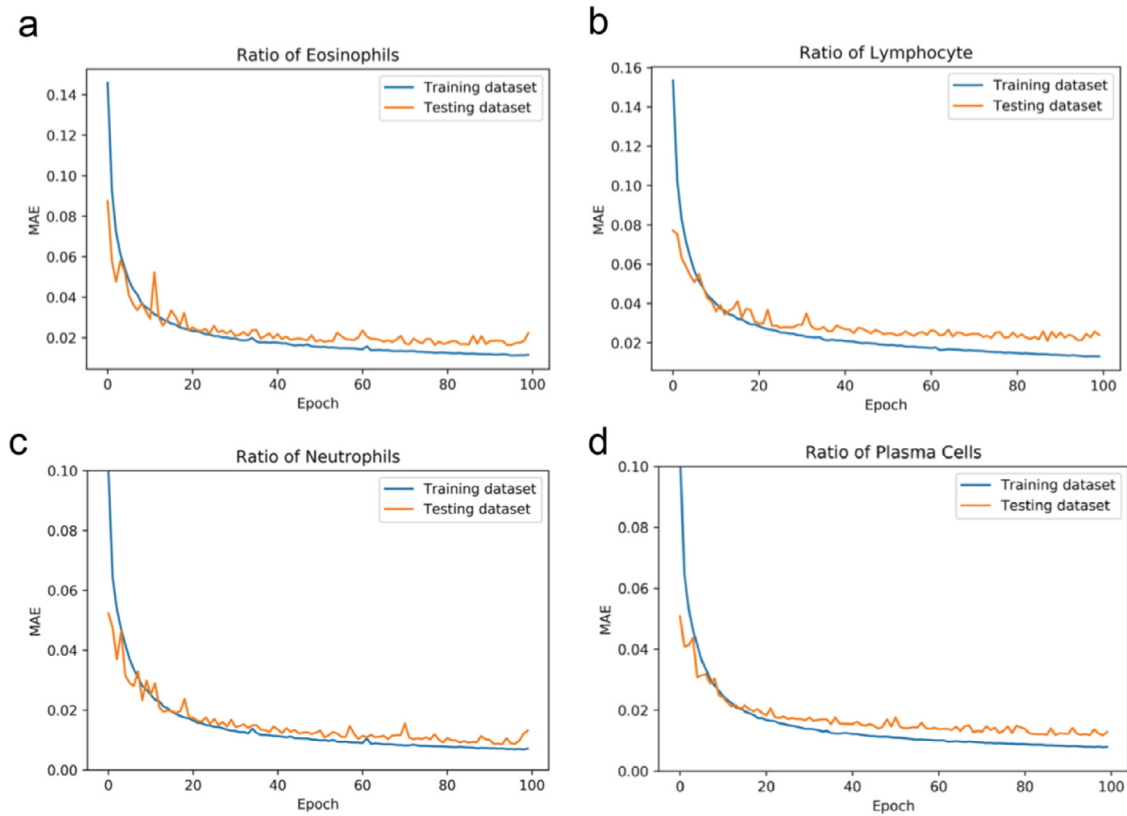 a
Ratio of Eosinophils
Training dataset
Testing dataset
0.14
0.12
0.10
0.08
0.06
0.04
0.02
MAE
0 20 40 60 80 100
Epoch
b
Ratio of Lymphocyte
Training dataset
Testing dataset
0.16
0.14
0.12
0.10
0.08
0.06
0.04
0.02
MAE
0 20 40 60 80 100
Epoch
c
Ratio of Neutrophils
Training dataset
Testing dataset
0.10
0.08
0.06
0.04
0.02
0.00
MAE
0 20 40 60 80 100
Epoch
d
Ratio of Plasma Cells
Training dataset
Testing dataset
0.10
0.08
0.06
0.04
0.02
0.00
MAE
0 20 40 60 80 100
Epoch